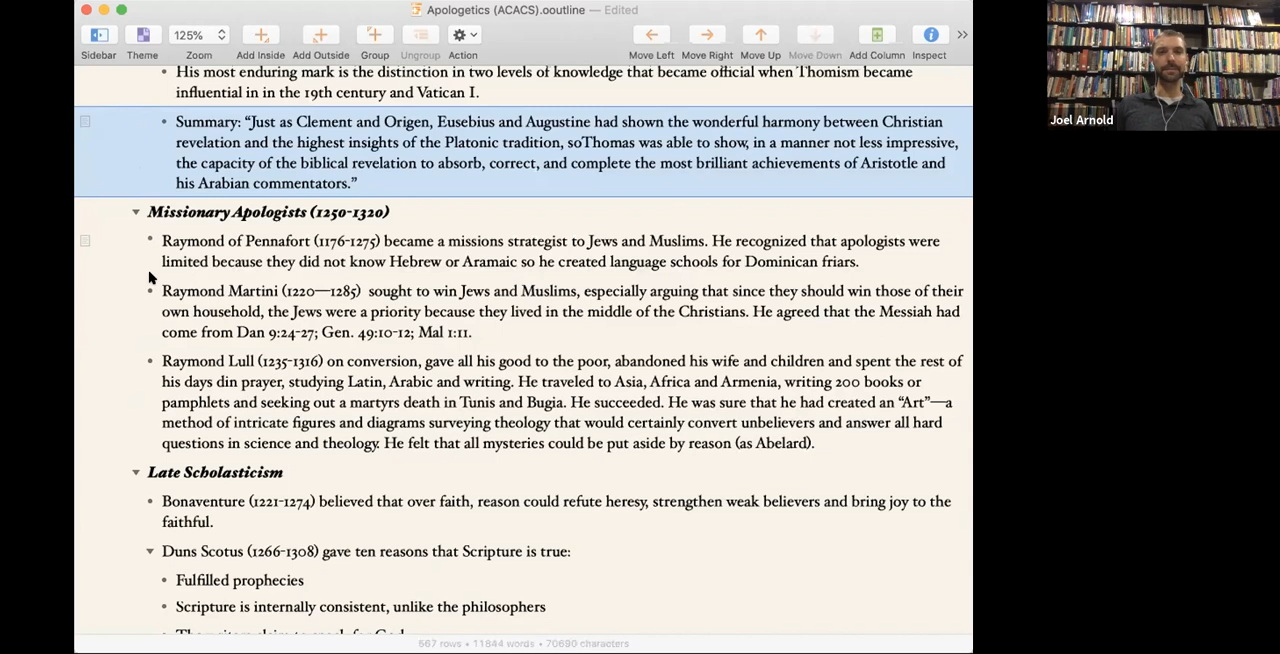 Apologetics (ACACS).ooutline — Edited
125%
Sidebar Theme Zoom Add Inside Add Outside Group Ungroup Action Move Left Move Right Move Up Move Down Add Column Inspect
Joel Arnold
His most enduring mark is the distinction in two levels of knowledge that became official when Thomism became
influential in in the 19th century and Vatican I.
Summary: “Just as Clement and Origen, Eusebius and Augustine had shown the wonderful harmony between Christian
revelation and the highest insights of the Platonic tradition, soThomas was able to show, in a manner not less impressive,
the capacity of the biblical revelation to absorb, correct, and complete the most brilliant achievements of Aristotle and
his Arabian commentators.”
Missionary Apologists (1250-1320)
Raymond of Pennafort (1176-1275) became a missions strategist to Jews and Muslims. He recognized that apologists were
limited because they did not know Hebrew or Aramaic so he created language schools for Dominican friars.
Raymond Martini (1220—1285) sought to win Jews and Muslims, especially arguing that since they should win those of their
own household, the Jews were a priority because they lived in the middle of the Christians. He agreed that the Messiah had
come from Dan 9:24-27; Gen. 49:10-12; Mal 1:11.
Raymond Lull (1235-1316) on conversion, gave all his good to the poor, abandoned his wife and children and spent the rest of
his days din prayer, studying Latin, Arabic and writing. He traveled to Asia, Africa and Armenia, writing 200 books or
pamphlets and seeking out a martyrs death in Tunis and Bugia. He succeeded. He was sure that he had created an “Art”—a
method of intricate figures and diagrams surveying theology that would certainly convert unbelievers and answer all hard
questions in science and theology. He felt that all mysteries could be put aside by reason (as Abelard).
Late Scholasticism
Bonaventure (1221-1274) believed that over faith, reason could refute heresy, strengthen weak believers and bring joy to the
faithful.
Duns Scotus (1266-1308) gave ten reasons that Scripture is true:
Fulfilled prophecies
Scripture is internally consistent, unlike the philosophers
567 rows • 11844 words • 70690 characters